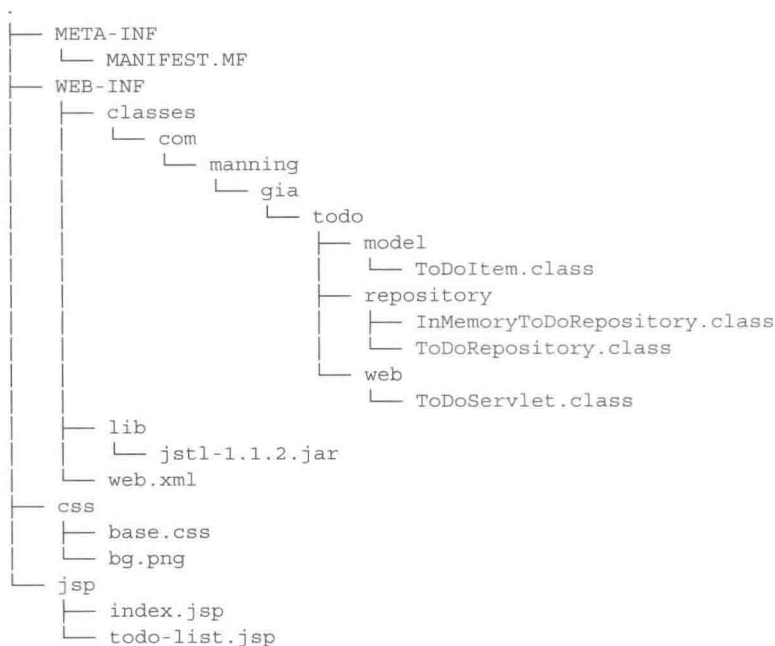 .
├── META-INF
│   └── MANIFEST.MF
├── WEB-INF
│   ├── classes
│   │   └── com
│   │       └── manning
│   │           └── gia
│   │               └── todo
│   │                   ├── model
│   │                   │   └── ToDoItem.class
│   │                   ├── repository
│   │                   │   ├── InMemoryToDoRepository.class
│   │                   │   └── ToDoRepository.class
│   │                   └── web
│   │                       └── ToDoServlet.class
│   ├── lib
│   │   └── jstl-1.1.2.jar
│   └── web.xml
├── css
│   ├── base.css
│   └── bg.png
└── jsp
    ├── index.jsp
    └── todo-list.jsp